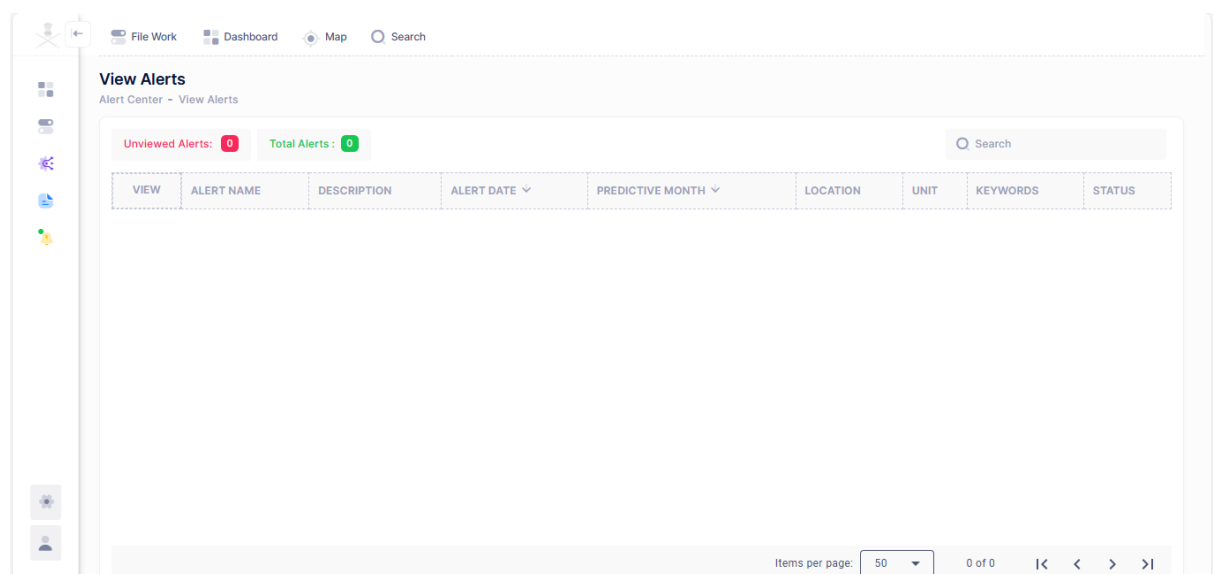 File Work Dashboard Map Search
View Alerts
Alert Center - View Alerts
Unviewed Alerts: 0 Total Alerts : 0 Search
VIEW ALERT NAME DESCRIPTION ALERT DATE PREDICTIVE MONTH LOCATION UNIT KEYWORDS STATUS
Items per page: 50 0 of 0